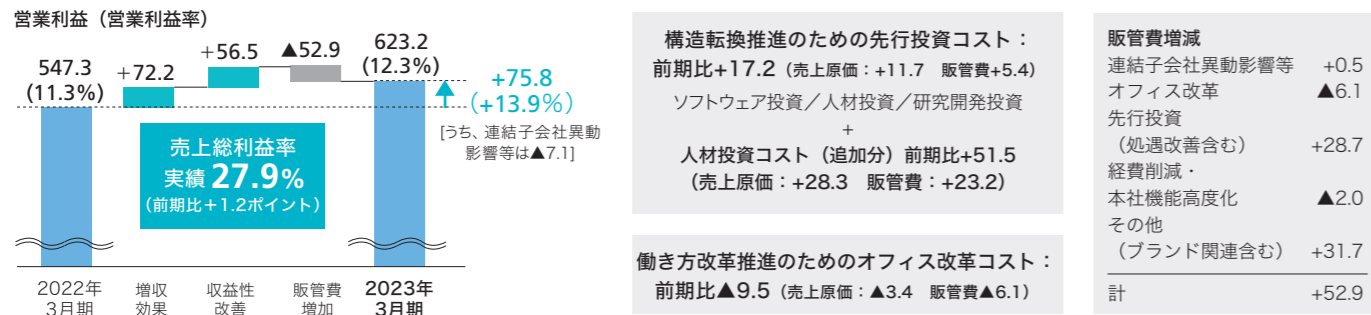 営業利益（営業利益率）
547.3
(11.3%)
+72.2
+56.5
▲52.9
623.2
(12.3%)
+75.8
(+13.9%)
[うち、連結子会社異動
影響等は▲7.1]
売上総利益率
実績 27.9%
（前期比＋1.2ポイント）
2022年
3月期
増収
効果
収益性
改善
販管費
増加
2023年
3月期
構造転換推進のための先行投資コスト：
前期比+17.2（売上原価：+11.7　販管費+5.4）
ソフトウェア投資／人材投資／研究開発投資
+
人材投資コスト（追加分）前期比+51.5
（売上原価：+28.3　販管費：+23.2）
働き方改革推進のためのオフィス改革コスト：
前期比▲9.5（売上原価：▲3.4　販管費▲6.1）
販管費増減
連結子会社異動影響等　+0.5
オフィス改革　▲6.1
先行投資
（処遇改善含む）　+28.7
経費削減・
本社機能高度化　▲2.0
その他
（ブランド関連含む）　+31.7
計　+52.9